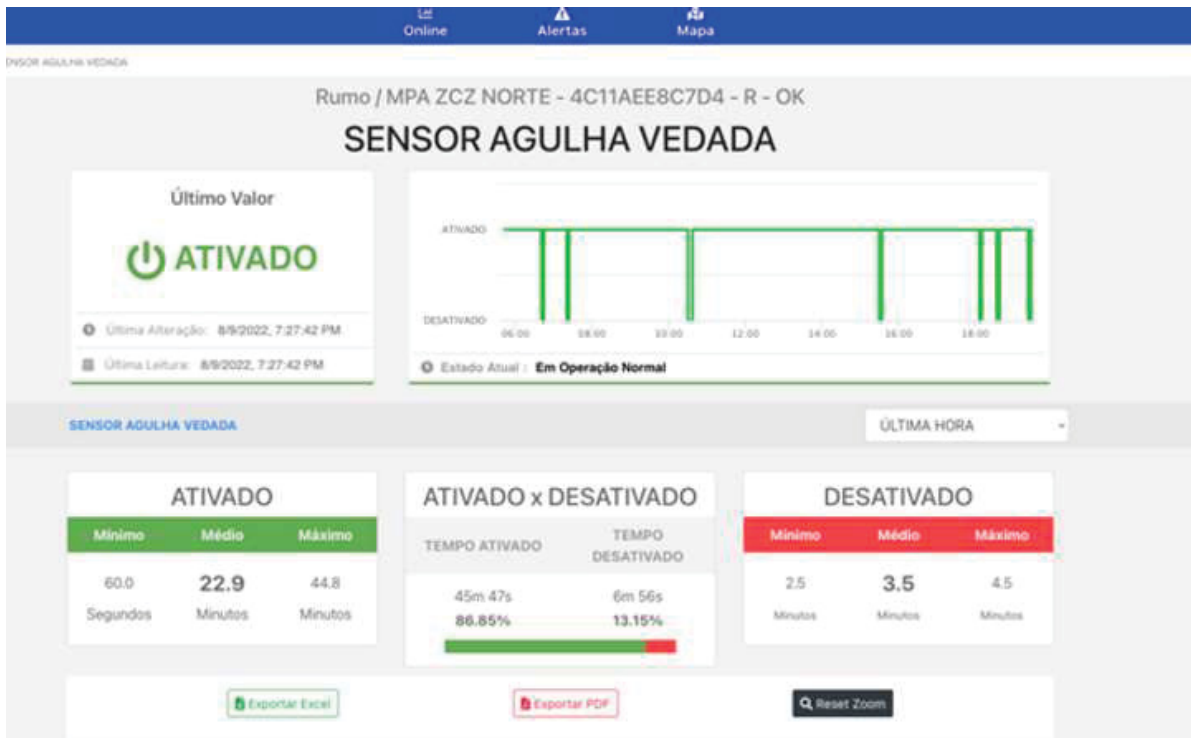 Online Alertas Mapa
ENSOR AGULHA VEDADA
Rumo / MPA ZCZ NORTE - 4C11AEE8C7D4 - R - OK
SENSOR AGULHA VEDADA
Último Valor
ATIVADO
Última Alteração: 8/9/2022, 7:27:42 PM
Última Leitura: 8/9/2022, 7:27:42 PM
ATIVADO
DESATIVADO
06:00 08:00 10:00 12:00 14:00 16:00 18:00
Estado Atual : Em Operação Normal
SENSOR AGULHA VEDADA
ÚLTIMA HORA
ATIVADO
Mínimo Médio Máximo
60.0 22.9 44.8
Segundos Minutos Minutos
ATIVADO x DESATIVADO
TEMPO ATIVADO TEMPO DESATIVADO
45m 47s 6m 56s
86.85% 13.15%
DESATIVADO
Mínimo Médio Máximo
2.5 3.5 4.5
Minutos Minutos Minutos
Exportar Excel Exportar PDF Reset Zoom